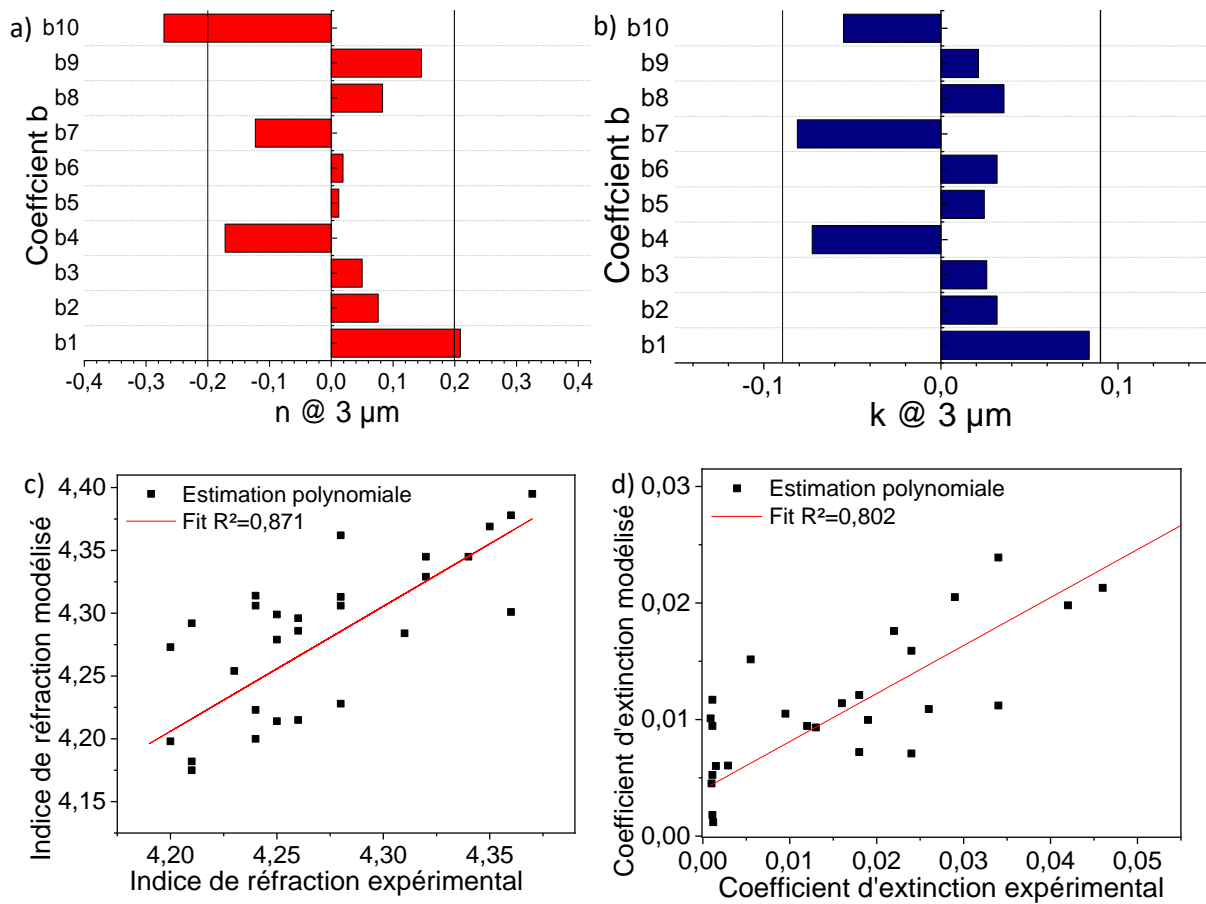 a)
b10
b9
b8
b7
b6
b5
b4
b3
b2
b1
Coeffcient b
-0,4 -0,3 -0,2 -0,1 0,0 0,1 0,2 0,3 0,4
n @ 3 µm
b)
b10
b9
b8
b7
b6
b5
b4
b3
b2
b1
Coeffcient b
-0,1 0,0 0,1
k @ 3 µm
c)
Estimation polynomiale
Fit R²=0,871
4,40
4,35
4,30
4,25
4,20
4,15
Indice de réfraction modélisé
4,20 4,25 4,30 4,35
Indice de réfraction expérimental
d)
Estimation polynomiale
Fit R²=0,802
0,03
0,02
0,01
0,00
Coefficient d'extinction modélisé
0,00 0,01 0,02 0,03 0,04 0,05
Coefficient d'extinction expérimental